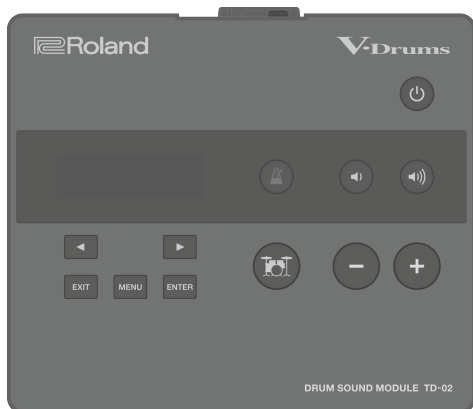 Roland
V-Drums
EXIT
MENU
ENTER
DRUM SOUND MODULE TD-02